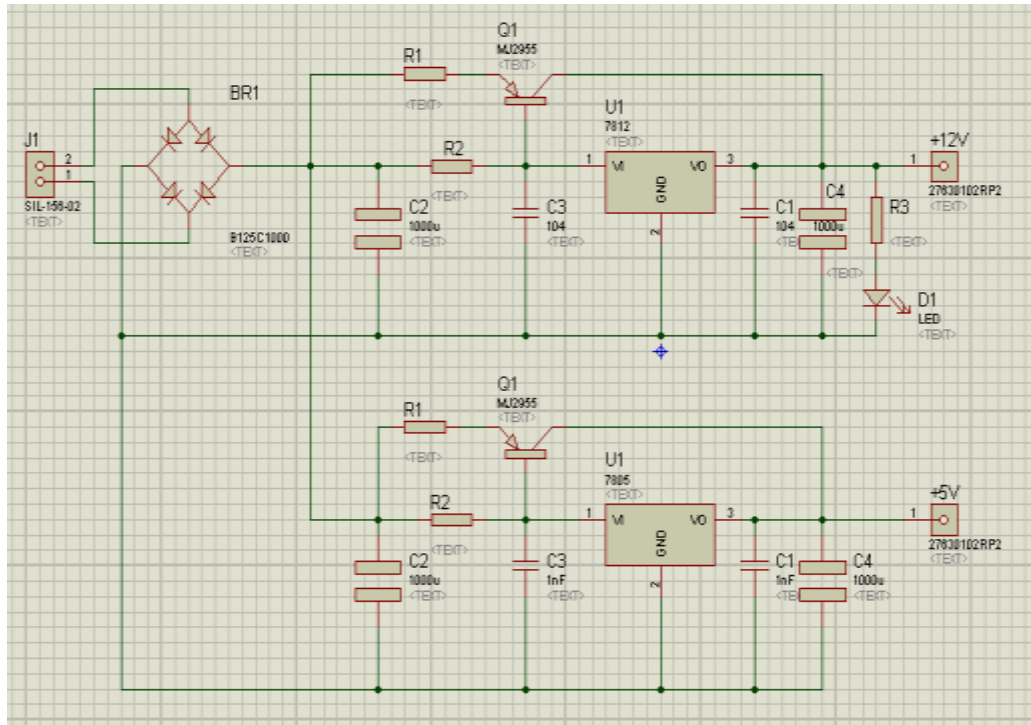 Q1
MJ2955
<TEXT>
R1
<TEXT>
BR1
U1
7812
<TEXT>
J1
2
1
SIL-156-02
<TEXT>
R2
<TEXT>
1
VI
VO
GND
2
3
+12V
1
27630102RP2
<TEXT>
B125C1000
<TEXT>
C2
1000u
<TEXT>
C3
104
<TEXT>
C1
104
<TE
C4
1000u
<TEXT>
R3
<TEXT>
D1
LED
<TEXT>
Q1
MJ2955
<TEXT>
R1
<TEXT>
U1
7805
<TEXT>
R2
<TEXT>
1
VI
VO
GND
2
3
+5V
1
27630102RP2
<TEXT>
C2
1000u
<TEXT>
C3
1nF
<TEXT>
C1
1nF
<TE
C4
1000u
<TEXT>